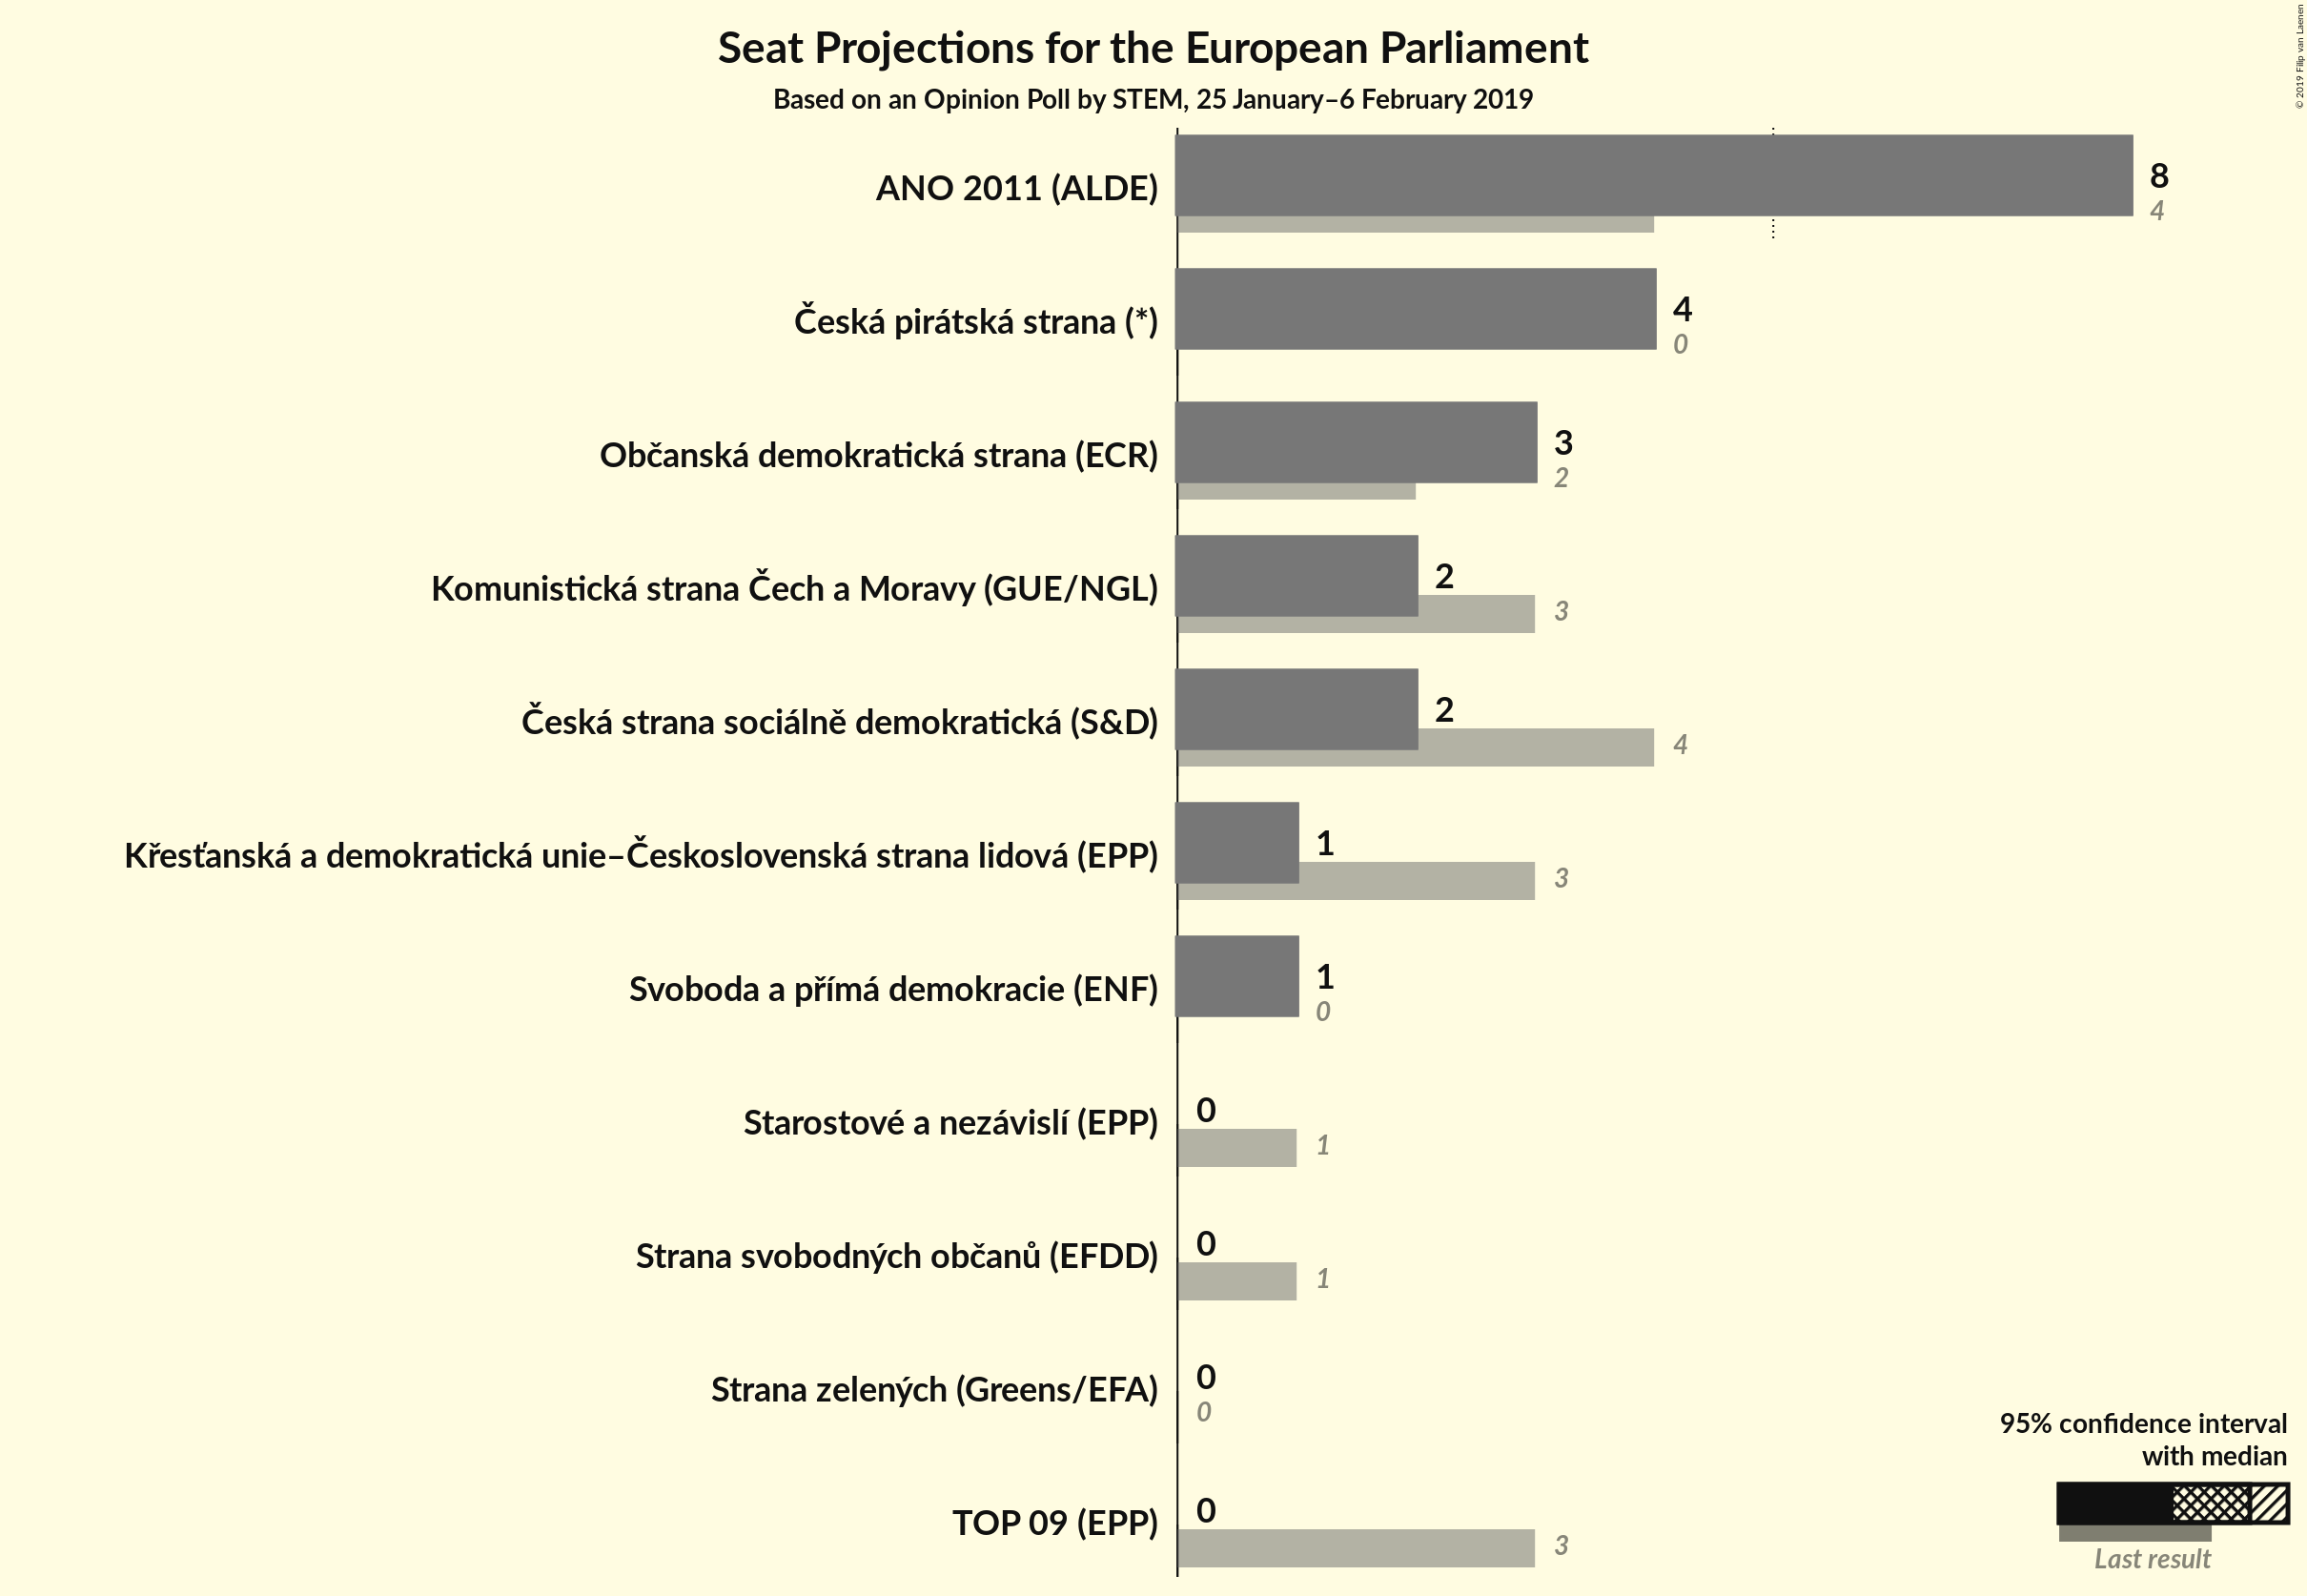 Seat Projections for the European Parliament
Based on an Opinion Poll by STEM, 25 January–6 February 2019
© 2019 Filip van Laenen
ANO 2011 (ALDE)
8
4
Česká pirátská strana (*)
4
0
Občanská demokratická strana (ECR)
3
2
Komunistická strana Čech a Moravy (GUE/NGL)
2
3
Česká strana sociálně demokratická (S&D)
2
4
Křesťanská a demokratická unie–Československá strana lidová (EPP)
1
3
Svoboda a přímá demokracie (ENF)
1
0
Starostové a nezávislí (EPP)
0
1
Strana svobodných občanů (EFDD)
0
1
Strana zelených (Greens/EFA)
0
0
TOP 09 (EPP)
0
3
95% confidence interval
with median
Last result